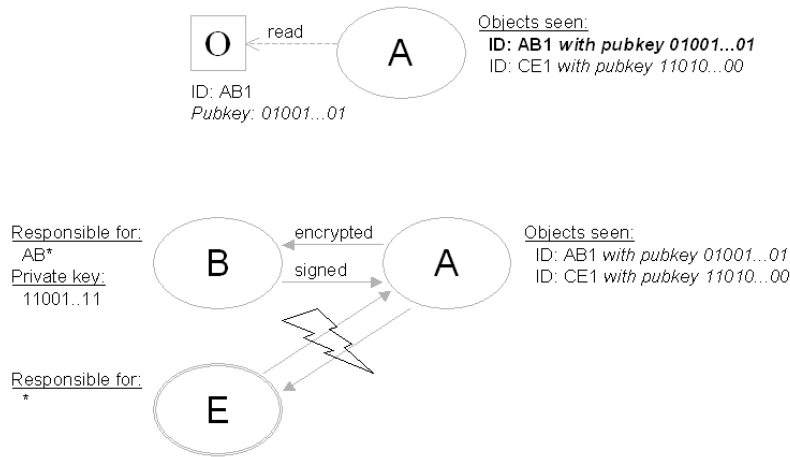 O
read
A
Objects seen:
ID: AB1 with pubkey 01001...01
ID: CE1 with pubkey 11010...00
ID: AB1
Pubkey: 01001...01
Responsible for:
AB*
Private key:
11001..11
B
encrypted
signed
A
Objects seen:
ID: AB1 with pubkey 01001...01
ID: CE1 with pubkey 11010...00
Responsible for:
*
E